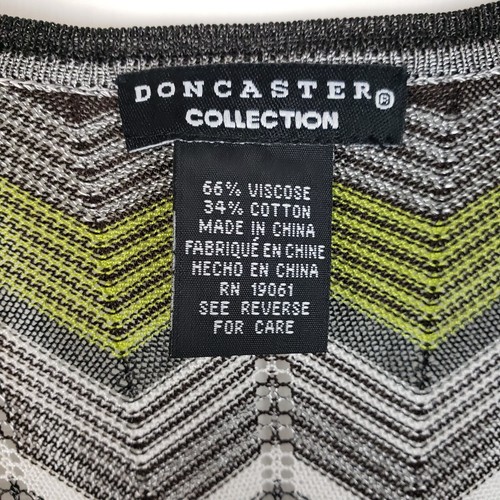 DONCASTER®
COLLECTION
66% VISCOSE
34% COTTON
MADE IN CHINA
FABRIQUÉ EN CHINE
HECHO EN CHINA
RN 19061
SEE REVERSE
FOR CARE